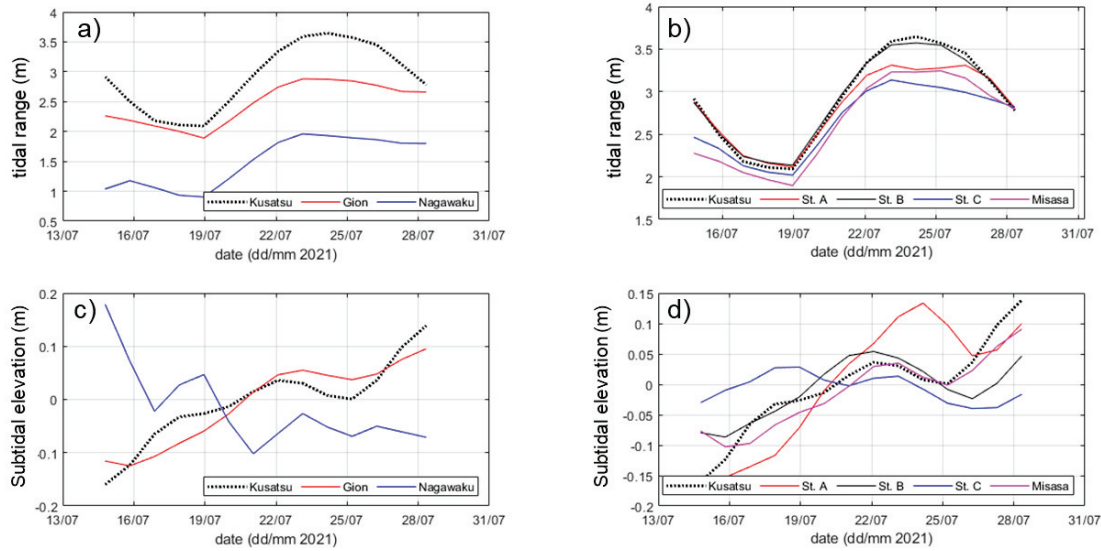 a)
tidal range (m)
4
3.5
3
2.5
2
1.5
1
0.5
Kusatsu Gion Nagawaku
13/07 16/07 19/07 22/07 25/07 28/07 31/07
date (dd/mm 2021)
b)
tidal range (m)
4
3.5
3
2.5
2
1.5
Kusatsu St. A St. B St. C Misasa
16/07 19/07 22/07 25/07 28/07 31/07
date (dd/mm 2021)
c)
Subtidal elevation (m)
0.2
0.1
0
-0.1
-0.2
Kusatsu Gion Nagawaku
13/07 16/07 19/07 22/07 25/07 28/07 31/07
date (dd/mm 2021)
d)
Subtidal elevation (m)
0.15
0.1
0.05
0
-0.05
-0.1
-0.15
-0.2
Kusatsu St. A St. B St. C Misasa
13/07 16/07 19/07 22/07 25/07 28/07 31/07
date (dd/mm 2021)